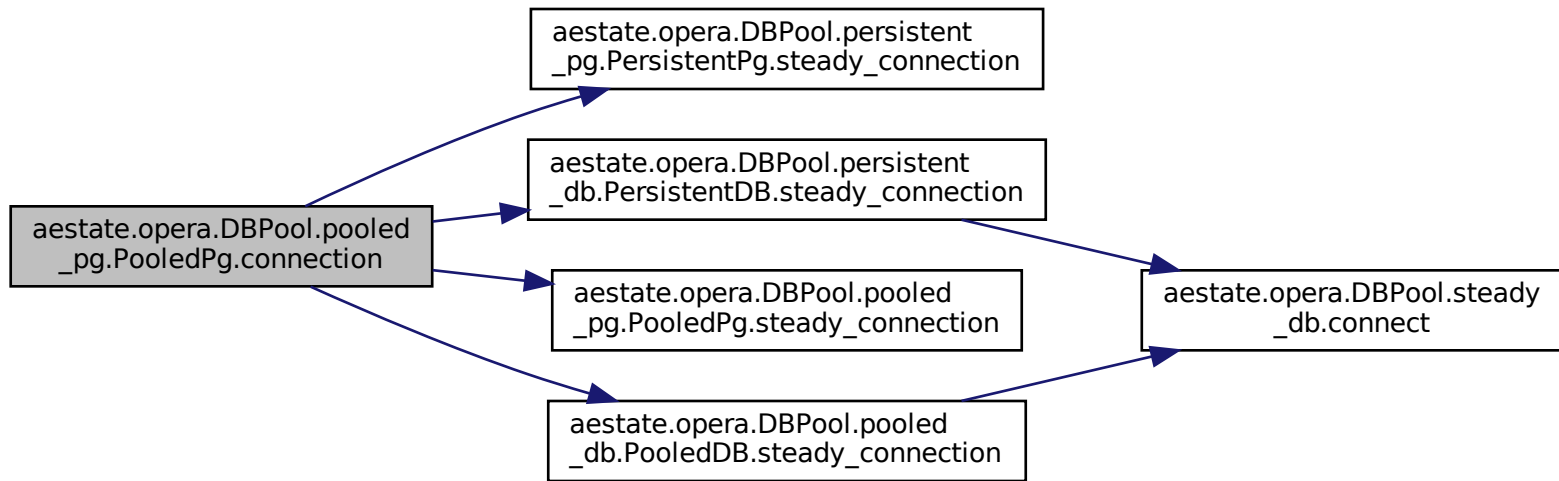 aestate.opera.DBPool.persistent
_pg.PersistentPg.steady_connection
aestate.opera.DBPool.persistent
_db.PersistentDB.steady_connection
aestate.opera.DBPool.pooled
_pg.PooledPg.connection
aestate.opera.DBPool.pooled
_pg.PooledPg.steady_connection
aestate.opera.DBPool.steady
_db.connect
aestate.opera.DBPool.pooled
_db.PooledDB.steady_connection